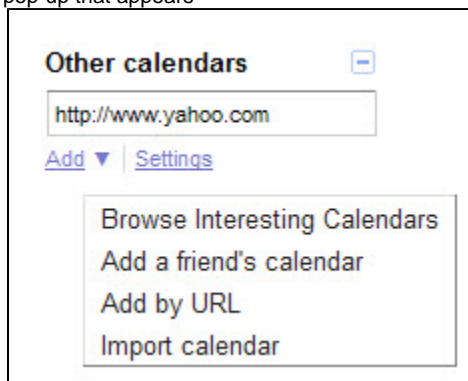 pop-up that appears
Other calendars
http://www.yahoo.com
Add ▼ Settings
Browse Interesting Calendars
Add a friend's calendar
Add by URL
Import calendar